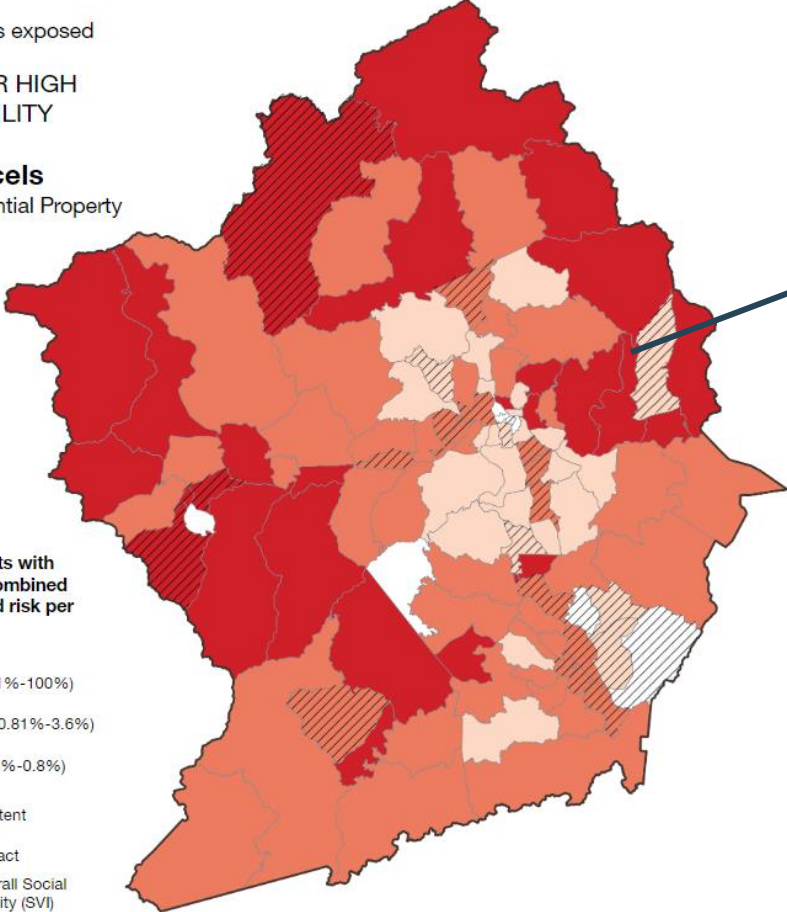 s exposed
R HIGH
ILITY
cels
ntial Property
ts with
ombined
d risk per
1%-100%)
0.81%-3.6%)
%-0.8%)
tent
act
rall Social
ity (SVI)